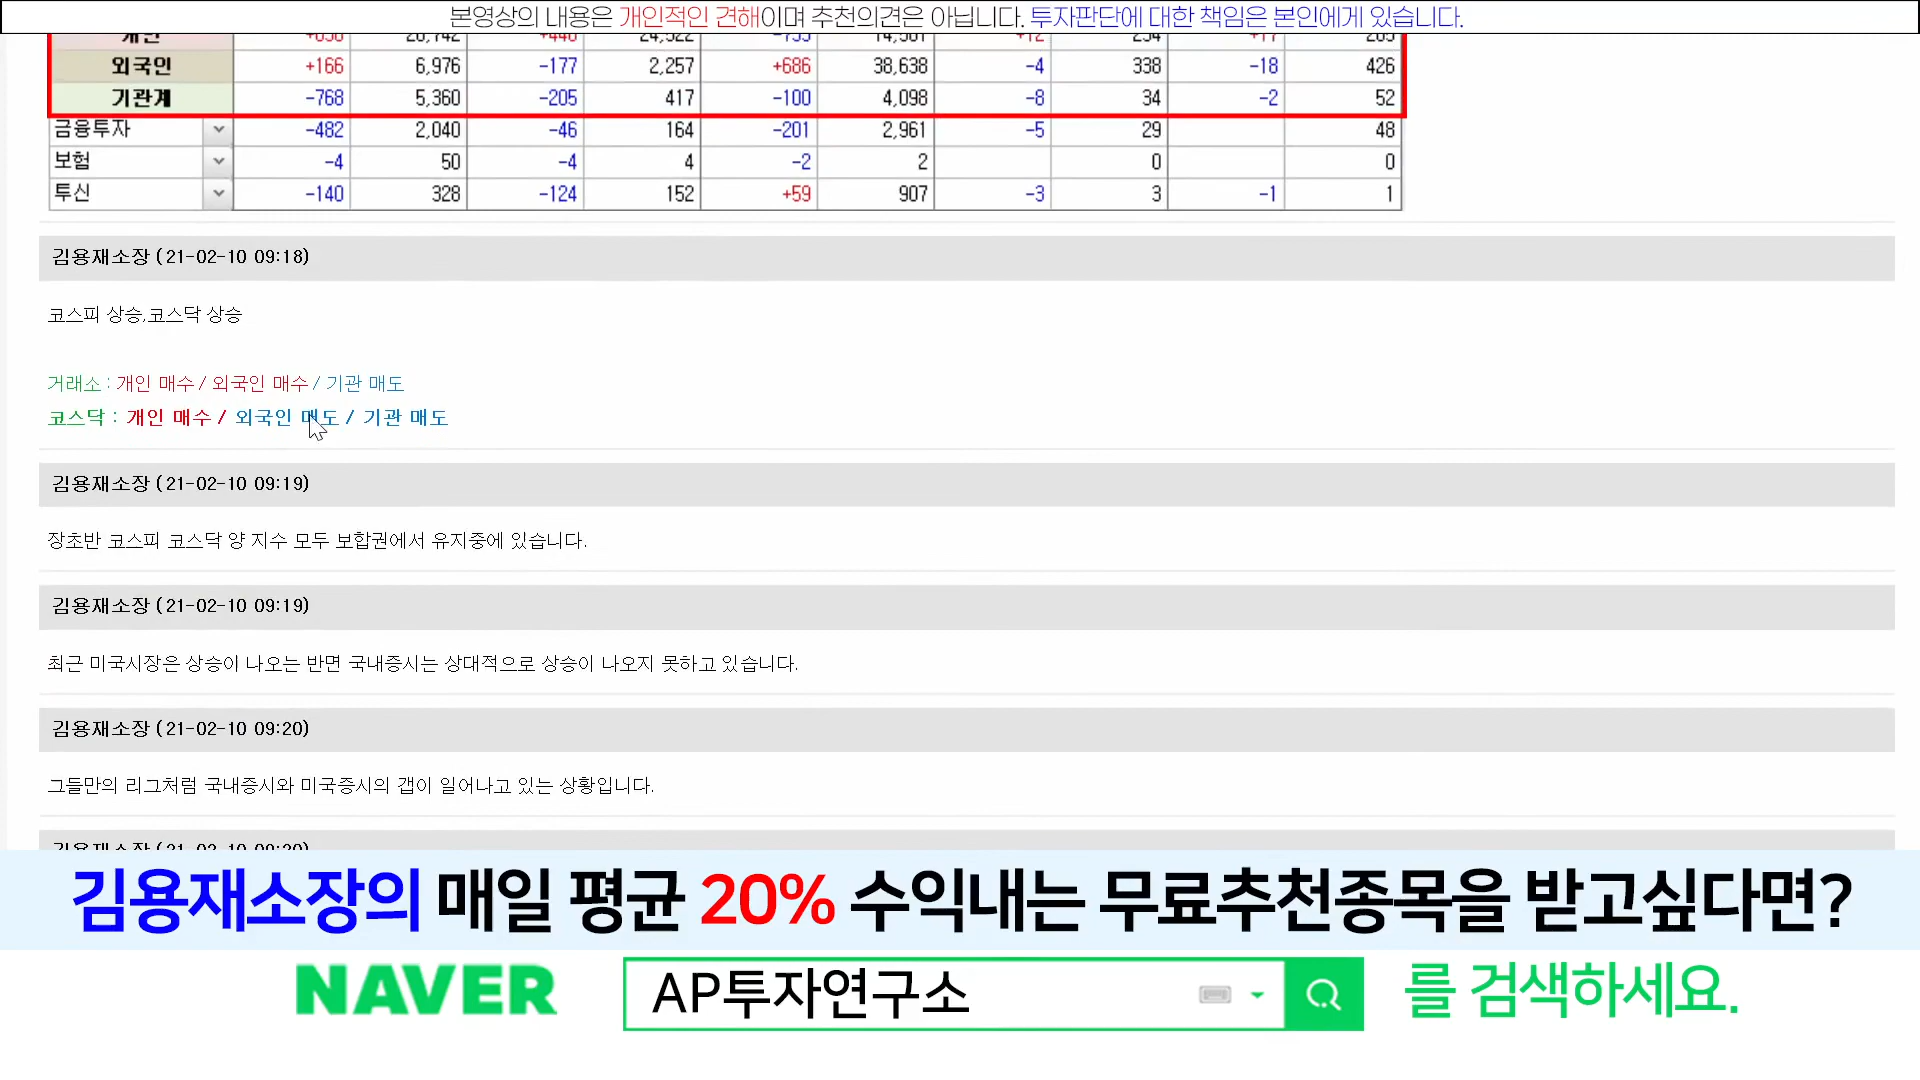 본영상의 내용은 개인적인 견해이며 추천의견은 아닙니다. 투자판단에 대한 책임은 본인에게 있습니다.
외국인 +166 6,976 -177 2,257 +686 38,638 -4 338 -18 426
기관계 -768 5,360 -205 417 -100 4,098 -8 34 -2 52
금융투자 -482 2,040 -46 164 -201 2,961 -5 29 48
보험 -4 50 -4 4 -2 2 0 0
투신 -140 328 -124 152 +59 907 -3 3 -1 1
김용재소장 (21-02-10 09:18)
코스피 상승,코스닥 상승
거래소 : 개인 매수 / 외국인 매수 / 기관 매도
코스닥 : 개인 매수 / 외국인 매도 / 기관 매도
김용재소장 (21-02-10 09:19)
장초반 코스피 코스닥 양 지수 모두 보합권에서 유지중에 있습니다.
김용재소장 (21-02-10 09:19)
최근 미국시장은 상승이 나오는 반면 국내증시는 상대적으로 상승이 나오지 못하고 있습니다.
김용재소장 (21-02-10 09:20)
그들만의 리그처럼 국내증시와 미국증시의 갭이 일어나고 있는 상황입니다.
김용재소장의 매일 평균 20% 수익내는 무료추천종목을 받고싶다면?
NAVER AP투자연구소 를 검색하세요.